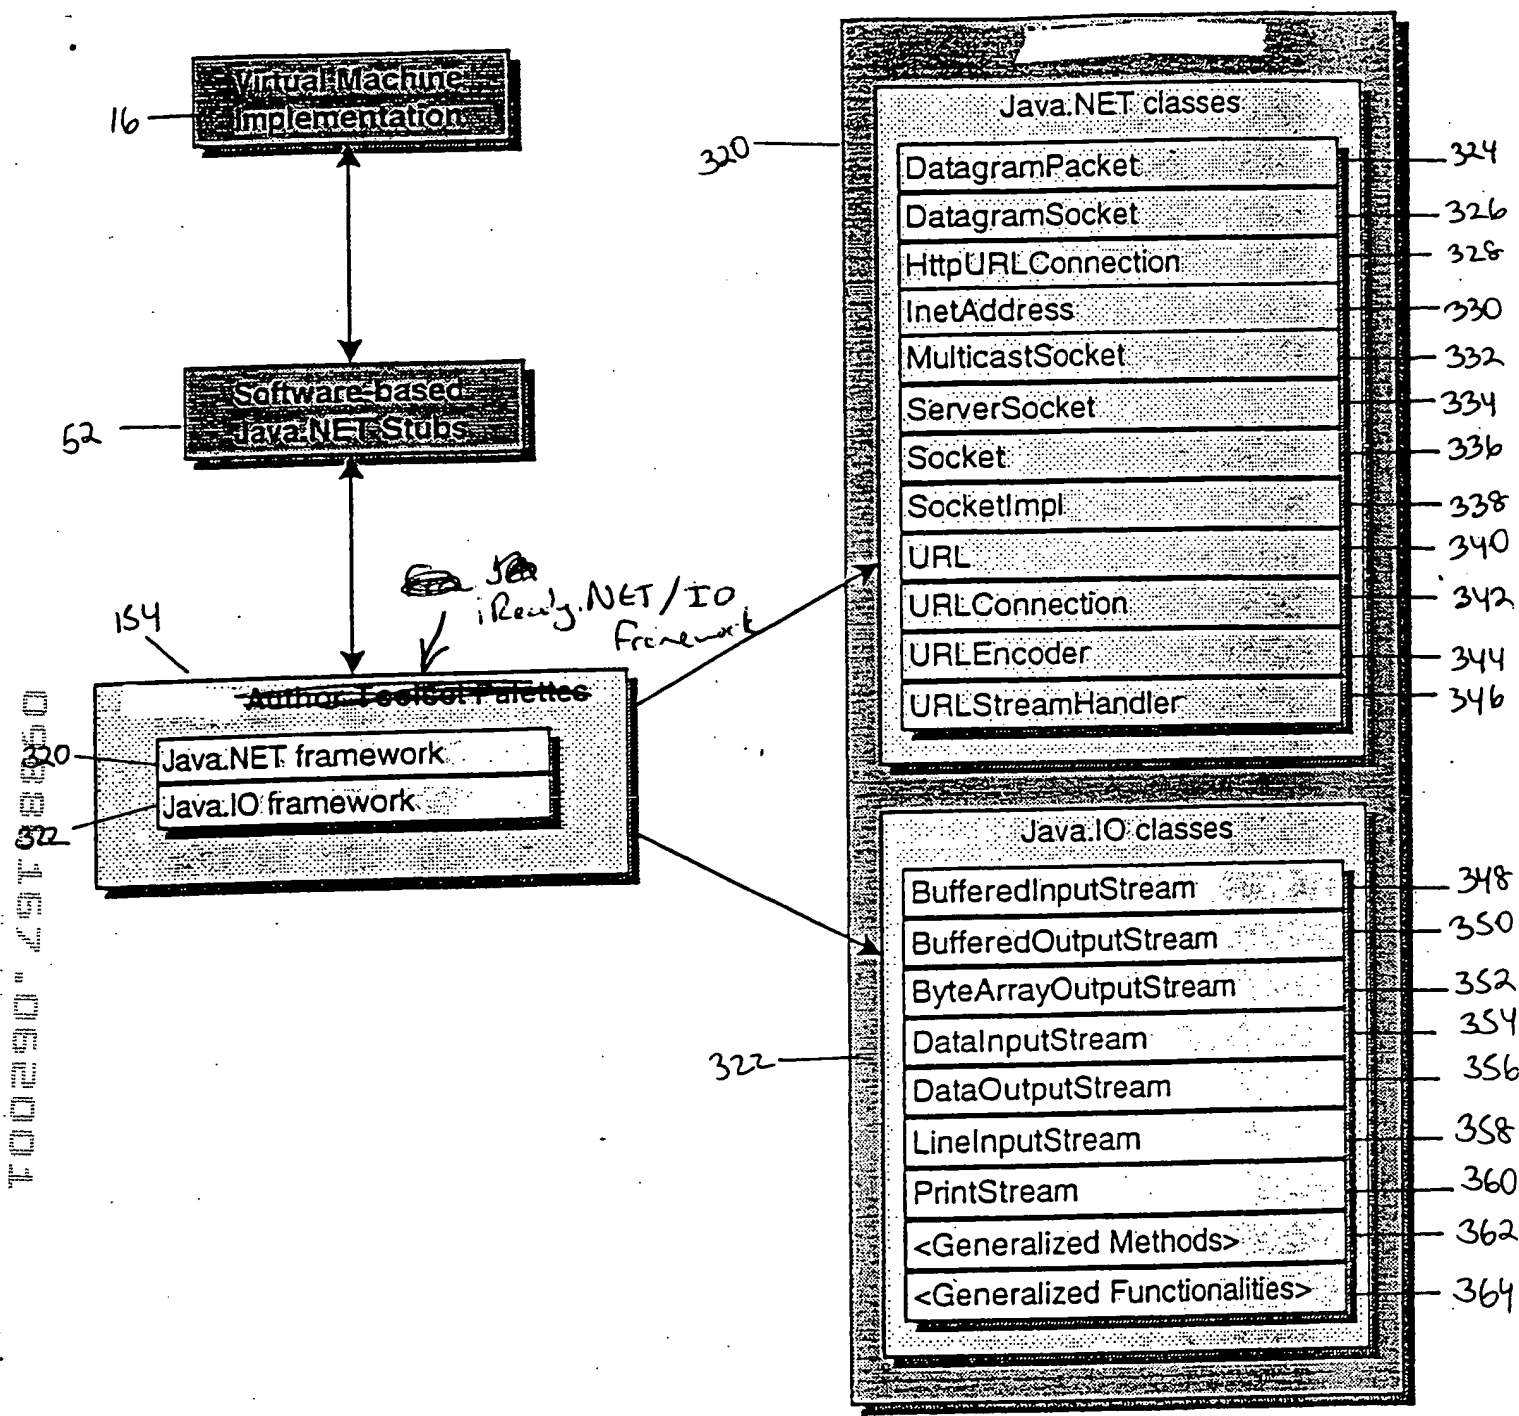 Virtual Machine
Implementation
16
Software-based
Java.NET Stubs
52
iReady.NET/IO
Framework
154
Author ToolSet Palettes
Java.NET framework
320
Java.IO framework
322
320
Java.NET classes
DatagramPacket 324
DatagramSocket 326
HttpURLConnection 328
InetAddress 330
MulticastSocket 332
ServerSocket 334
Socket 336
SocketImpl 338
URL 340
URLConnection 342
URLEncoder 344
URLStreamHandler 346
322
Java.IO classes
BufferedInputStream 348
BufferedOutputStream 350
ByteArrayOutputStream 352
DataInputStream 354
DataOutputStream 356
LineInputStream 358
PrintStream 360
<Generalized Methods> 362
<Generalized Functionalities> 364